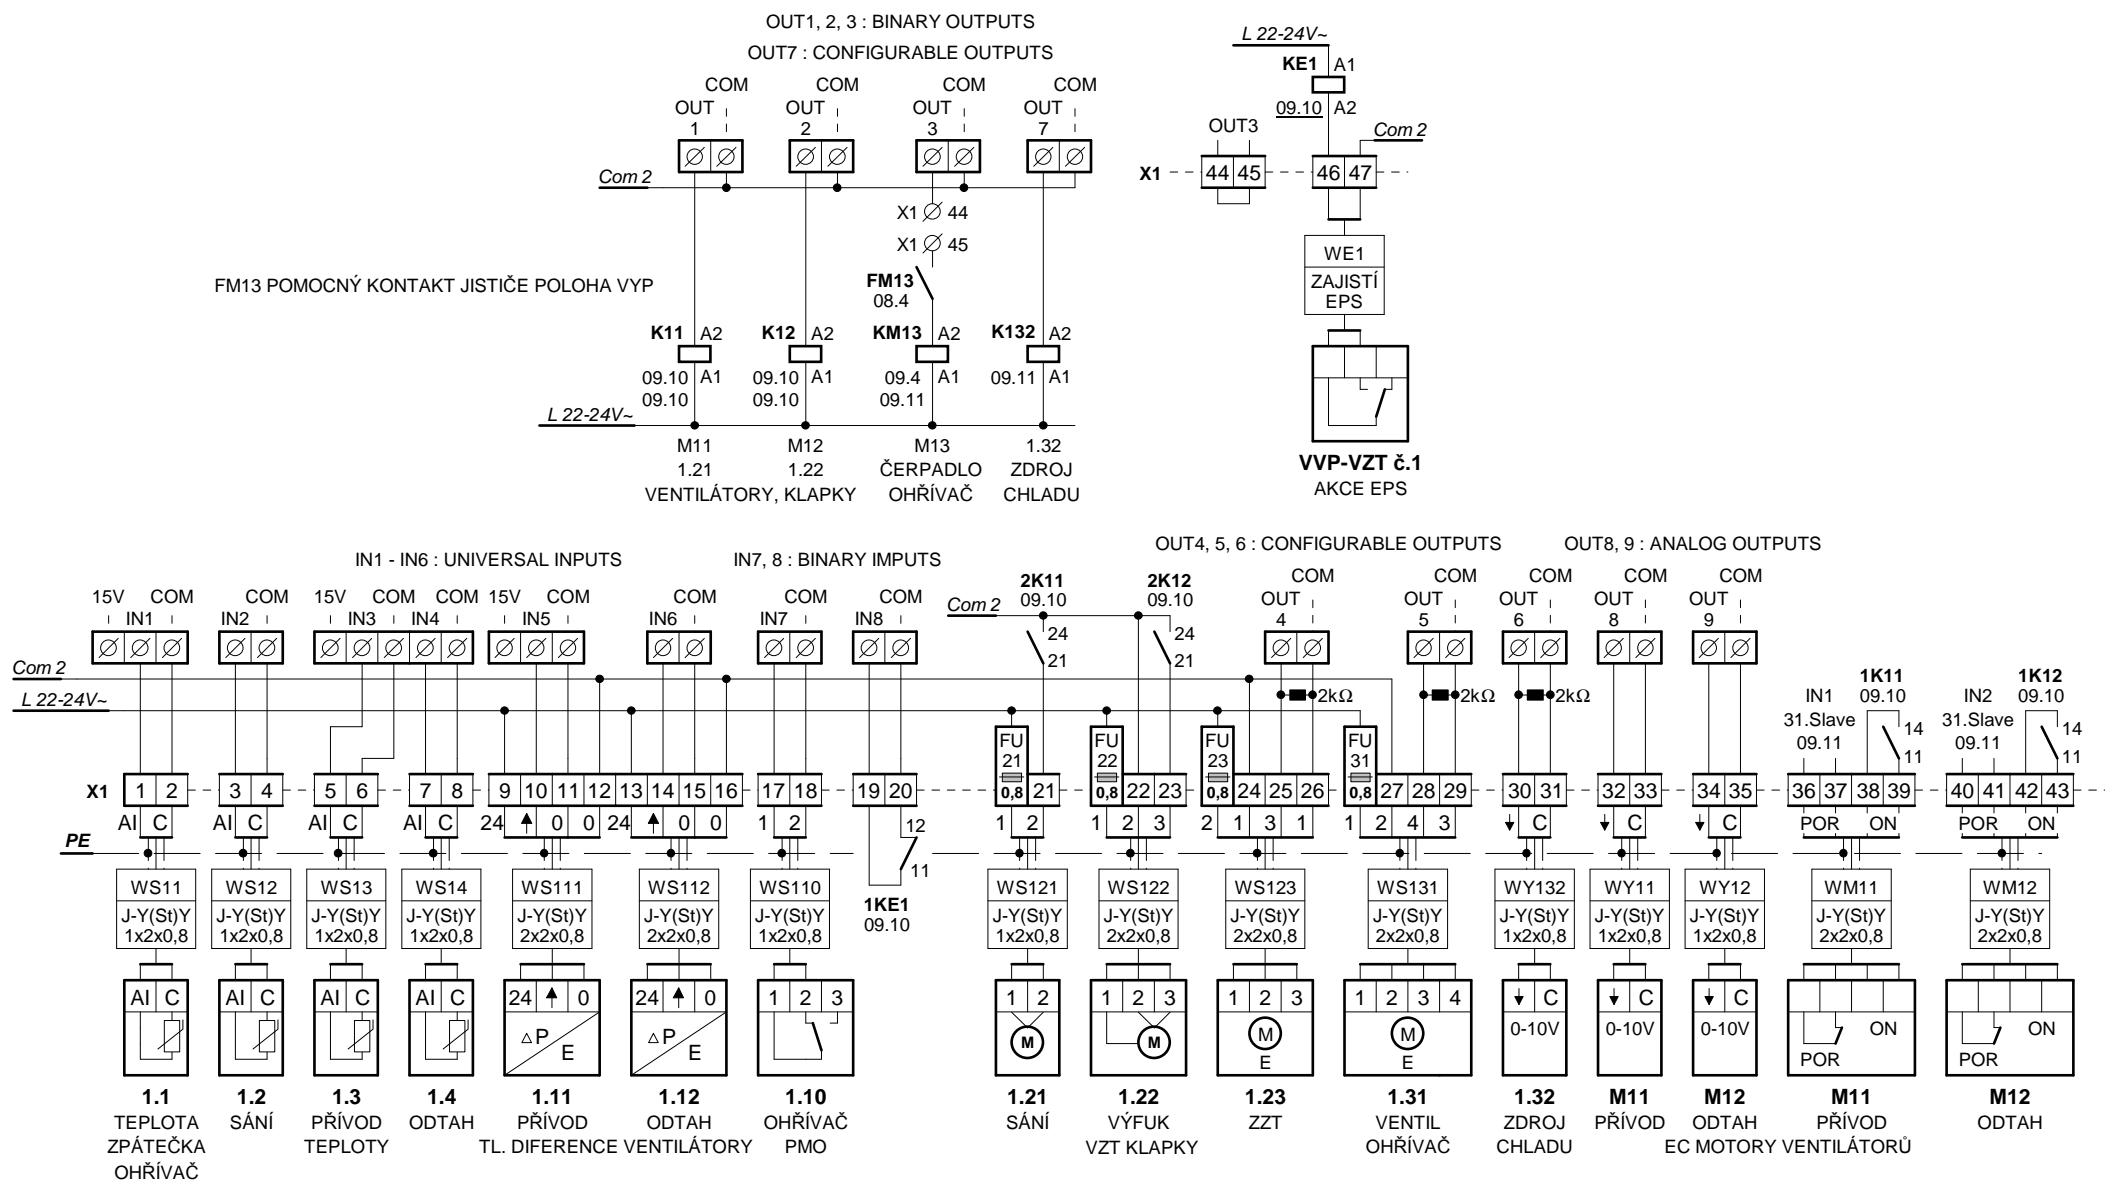 OUT1, 2, 3 : BINARY OUTPUTS
OUT7 : CONFIGURABLE OUTPUTS
L 22-24V~
KE1 A1
COM COM COM COM
OUT OUT OUT OUT
09.10 A2
1 2 3 7
OUT3
Com 2
Com 2
X1 44 45 46 47
X1 44
X1 45
WE1
ZAJISTÍ
EPS
FM13 POMOCNÝ KONTAKT JISTIČE POLOHA VYP
FM13
08.4
K11 A2 K12 A2 KM13 A2 K132 A2
09.10 A1 09.10 A1 09.4 A1 09.11 A1
09.10 09.10 09.11
L 22-24V~
M11 M12 M13 1.32
1.21 1.22 ČERPADLO ZDROJ
VENTILÁTORY, KLAPKY OHŘÍVAČ CHLADU
VVP-VZT č.1
AKCE EPS
IN1 - IN6 : UNIVERSAL INPUTS
IN7, 8 : BINARY IMPUTS
OUT4, 5, 6 : CONFIGURABLE OUTPUTS
OUT8, 9 : ANALOG OUTPUTS
2K11 2K12
09.10 09.10
COM COM COM COM COM
15V COM COM 15V COM COM 15V COM COM COM COM
Com 2
OUT OUT OUT OUT OUT
IN1 IN2 IN3 IN4 IN5 IN6 IN7 IN8
4 5 6 8 9
24 24
21 21
Com 2
L 22-24V~
2kΩ 2kΩ 2kΩ
1K11 1K12
IN1 09.10 IN2 09.10
31.Slave 14 31.Slave 14
09.11 11 09.11 11
FU FU FU FU
21 22 23 31
0,8 0,8 0,8 0,8
X1 1 2 3 4 5 6 7 8 9 10 11 12 13 14 15 16 17 18 19 20 21 22 23 24 25 26 27 28 29 30 31 32 33 34 35 36 37 38 39 40 41 42 43
AI C AI C AI C AI C 24 0 0 24 0 0 1 2 12 1 2 1 2 3 2 1 3 1 1 2 4 3 C C C POR ON POR ON
PE
11
WS11 WS12 WS13 WS14 WS111 WS112 WS110 WS121 WS122 WS123 WS131 WY132 WY11 WY12 WM11 WM12
1KE1
09.10
J-Y(St)Y J-Y(St)Y J-Y(St)Y J-Y(St)Y J-Y(St)Y J-Y(St)Y J-Y(St)Y J-Y(St)Y J-Y(St)Y J-Y(St)Y J-Y(St)Y J-Y(St)Y J-Y(St)Y J-Y(St)Y J-Y(St)Y J-Y(St)Y
1x2x0,8 1x2x0,8 1x2x0,8 1x2x0,8 2x2x0,8 2x2x0,8 1x2x0,8 1x2x0,8 2x2x0,8 2x2x0,8 2x2x0,8 1x2x0,8 1x2x0,8 1x2x0,8 2x2x0,8 2x2x0,8
AI C AI C AI C AI C 24 0 24 0 1 2 3 1 2 1 2 3 1 2 3 1 2 3 4 C C C
P P M M M M 0-10V 0-10V 0-10V ON ON
E E E E POR POR
1.1 1.2 1.3 1.4 1.11 1.12 1.10 1.21 1.22 1.23 1.31 1.32 M11 M12 M11 M12
TEPLOTA SÁNÍ PŘÍVOD ODTAH PŘÍVOD ODTAH OHŘÍVAČ SÁNÍ VÝFUK ZZT VENTIL ZDROJ PŘÍVOD ODTAH PŘÍVOD ODTAH
ZPÁTEČKA TEPLOTY TL. DIFERENCE VENTILÁTORY PMO VZT KLAPKY OHŘÍVAČ CHLADU EC MOTORY VENTILÁTORŮ
OHŘÍVAČ